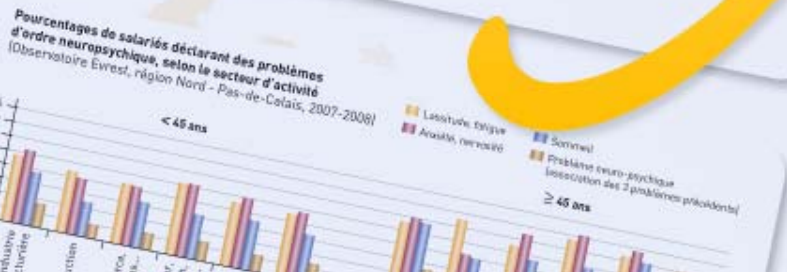 Pourcentages de salariés déclarant des problèmes
d'ordre neuropsychique, selon le secteur d'activité
(Observatoire Evrest, région Nord - Pas-de-Calais, 2007-2008)
< 45 ans
Lassitude, fatigue
Anxiété, nervosité
Sommeil
Problème neuro-psychique
(association des 3 problèmes précédents)
≥ 45 ans